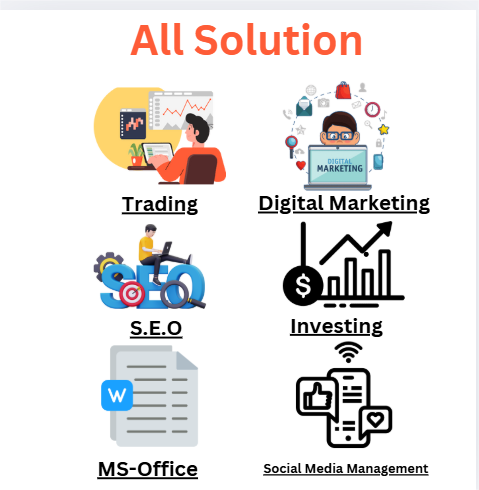 All Solution
DIGITAL
MARKETING
Trading
Digital Marketing
SEO
S.E.O
$
Investing
W
MS-Office
Social Media Management